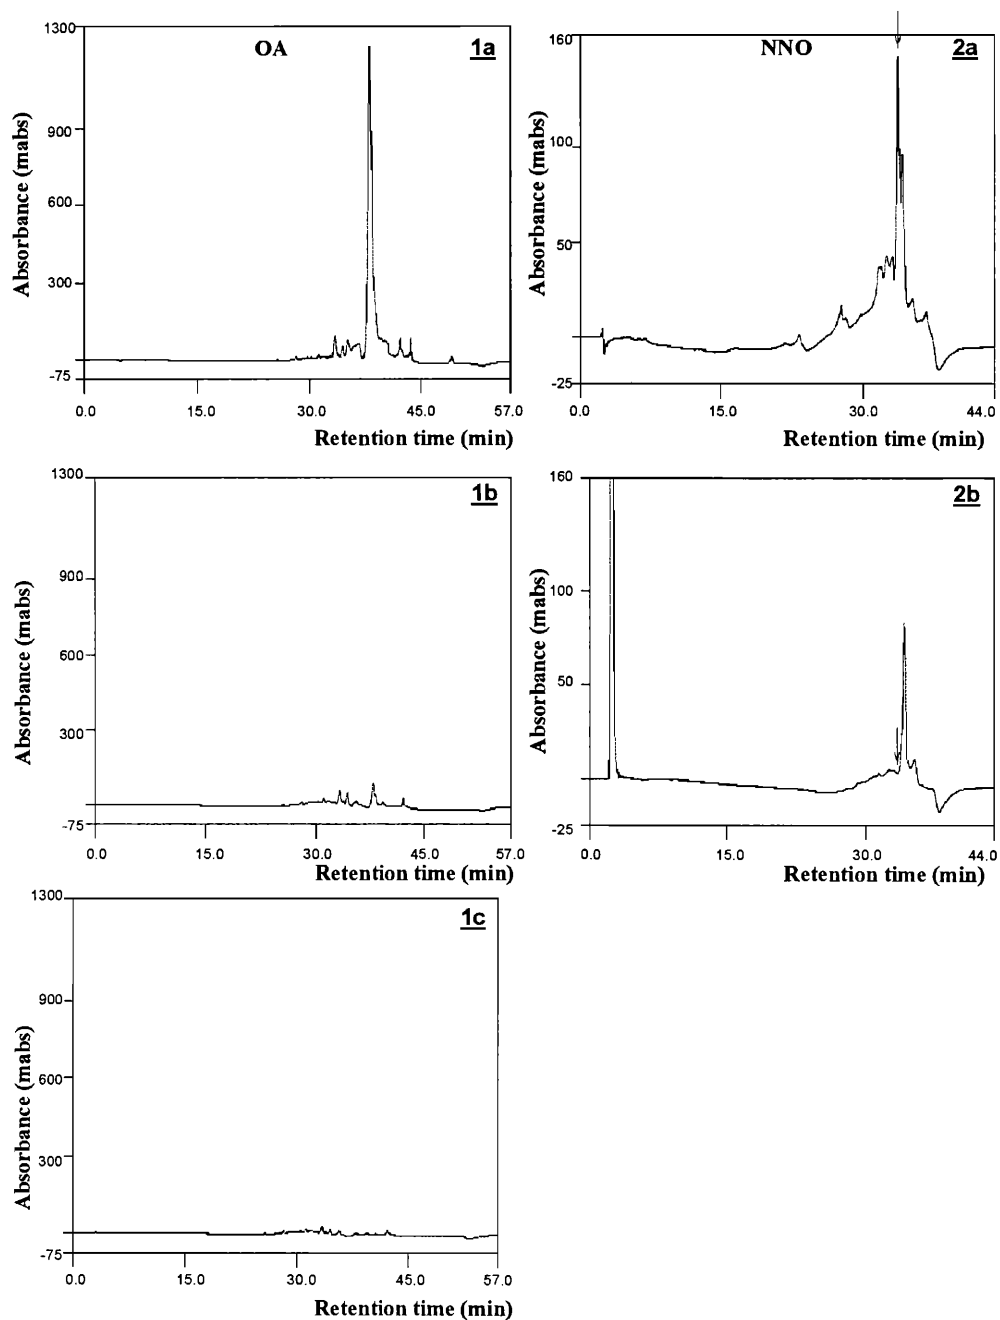 1300
OA
1a
900
600
300
-75
Absorbance (mabs)
0.0 15.0 30.0 45.0 57.0
Retention time (min)
160
NNO
2a
100
50
-25
Absorbance (mabs)
0.0 15.0 30.0 44.0
Retention time (min)
1300
1b
900
600
300
-75
Absorbance (mabs)
0.0 15.0 30.0 45.0 57.0
Retention time (min)
160
2b
100
50
-25
Absorbance (mabs)
0.0 15.0 30.0 44.0
Retention time (min)
1300
1c
900
600
300
-75
Absorbance (mabs)
0.0 15.0 30.0 45.0 57.0
Retention time (min)